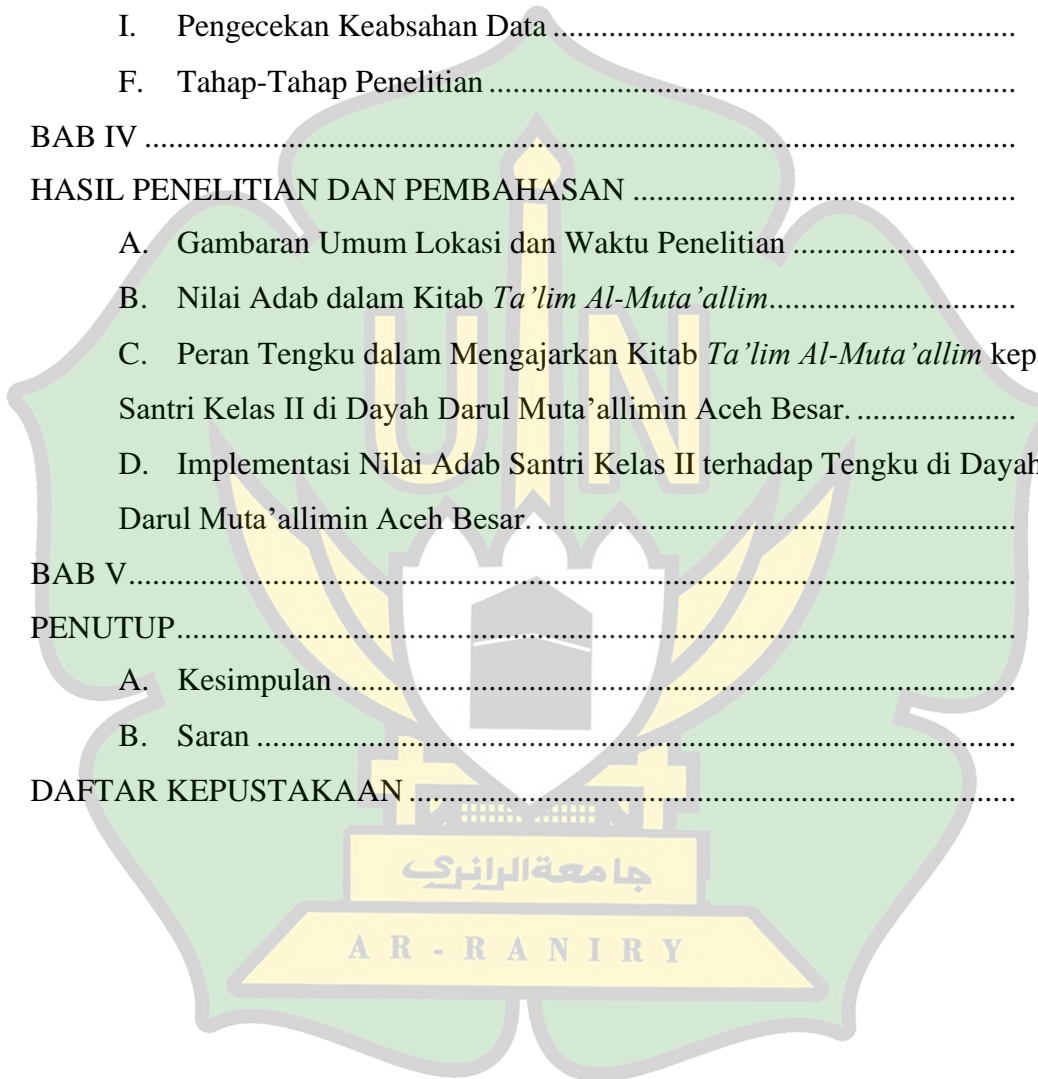 I. Pengecekan Keabsahan Data ....................................................................
F. Tahap-Tahap Penelitian ..............................................................................
BAB IV ...................................................................................................................
HASIL PENELITIAN DAN PEMBAHASAN ..................................................
A. Gambaran Umum Lokasi dan Waktu Penelitian ..............................
B. Nilai Adab dalam Kitab Ta’lim Al-Muta’allim.................................
C. Peran Tengku dalam Mengajarkan Kitab Ta’lim Al-Muta’allim kepa
Santri Kelas II di Dayah Darul Muta’allimin Aceh Besar. .....................
D. Implementasi Nilai Adab Santri Kelas II terhadap Tengku di Dayah
Darul Muta’allimin Aceh Besar. ................................................................
BAB V.....................................................................................................................
PENUTUP...............................................................................................................
A. Kesimpulan .........................................................................................
B. Saran ....................................................................................................
DAFTAR KEPUSTAKAAN ..............................................................................
UIN
جامعةالرانري
AR-RANIRY